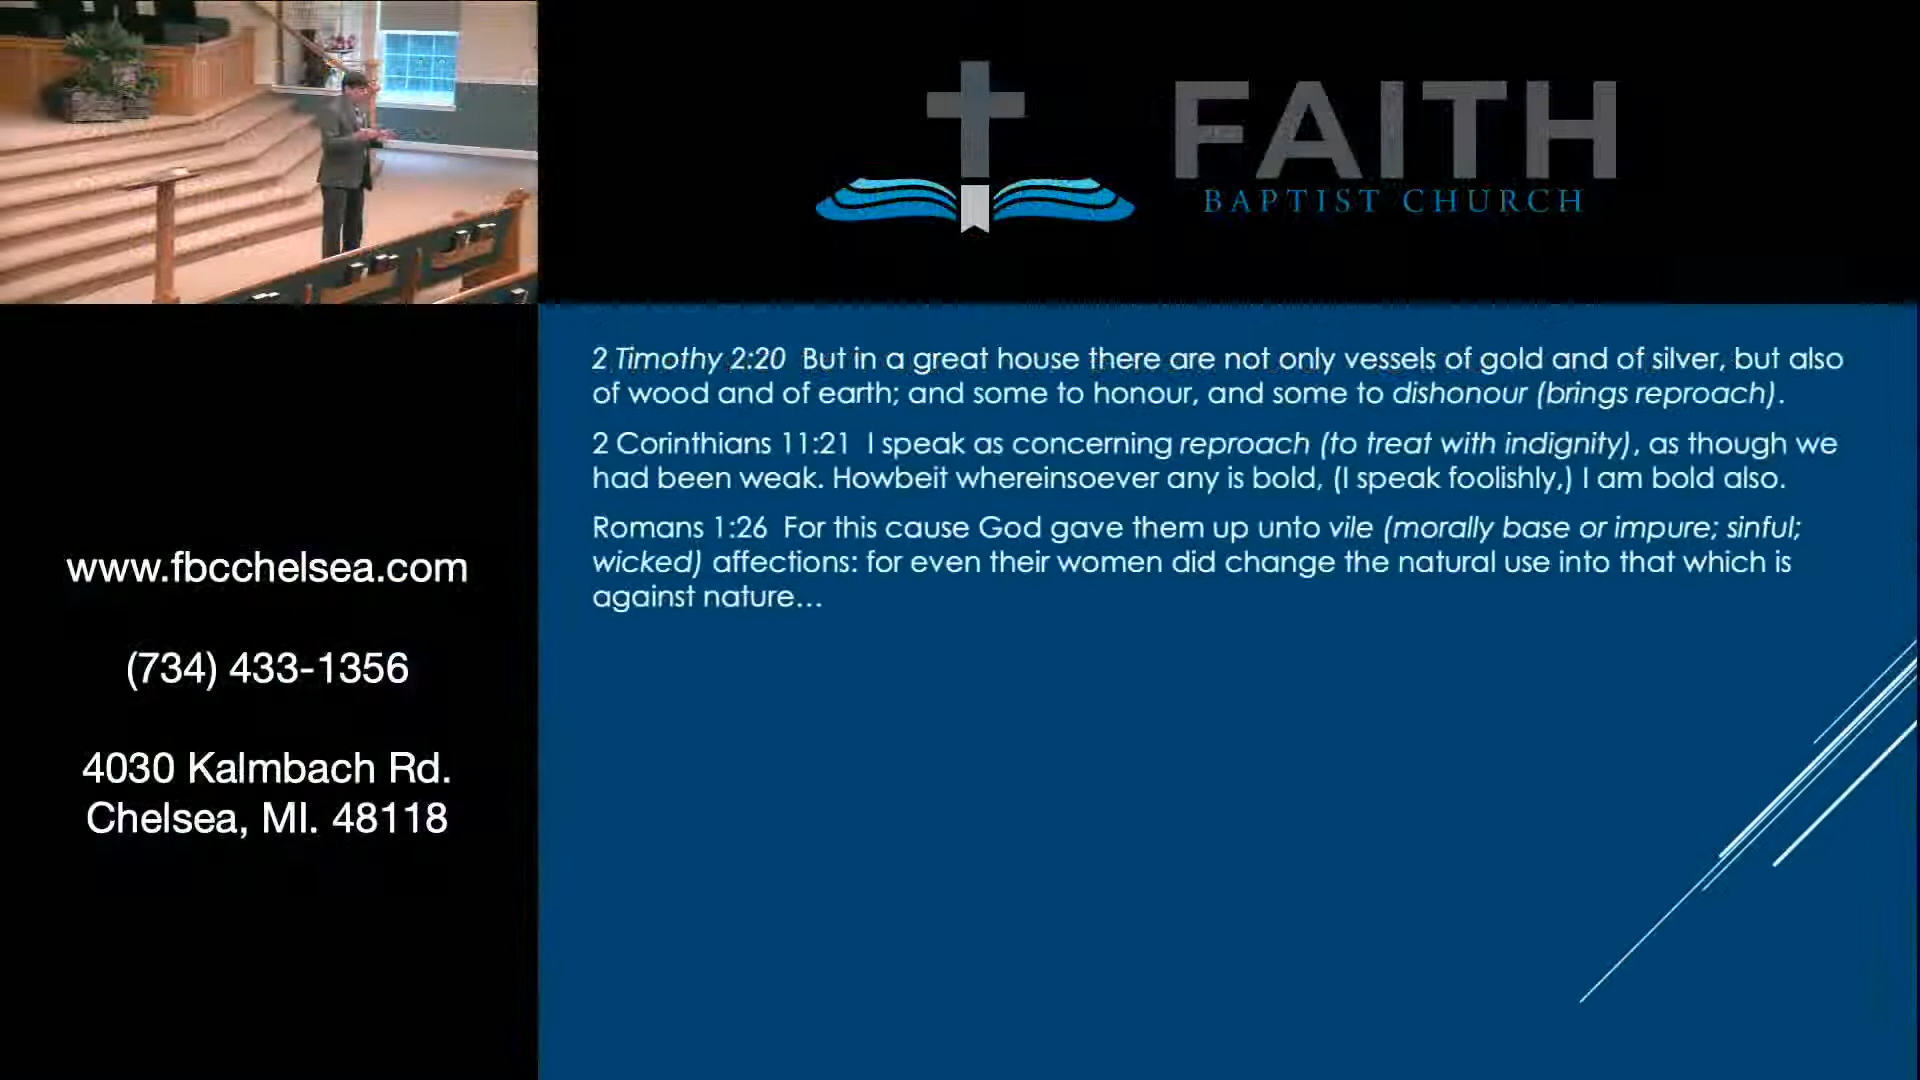 FAITH
BAPTIST CHURCH
2 Timothy 2:20 But in a great house there are not only vessels of gold and of silver, but also
of wood and of earth; and some to honour, and some to dishonour (brings reproach).
2 Corinthians 11:21 I speak as concerning reproach (to treat with indignity), as though we
had been weak. Howbeit whereinsoever any is bold, (I speak foolishly,) I am bold also.
Romans 1:26 For this cause God gave them up unto vile (morally base or impure; sinful;
wicked) affections: for even their women did change the natural use into that which is
against nature…
www.fbcchelsea.com
(734) 433-1356
4030 Kalmbach Rd.
Chelsea, MI. 48118